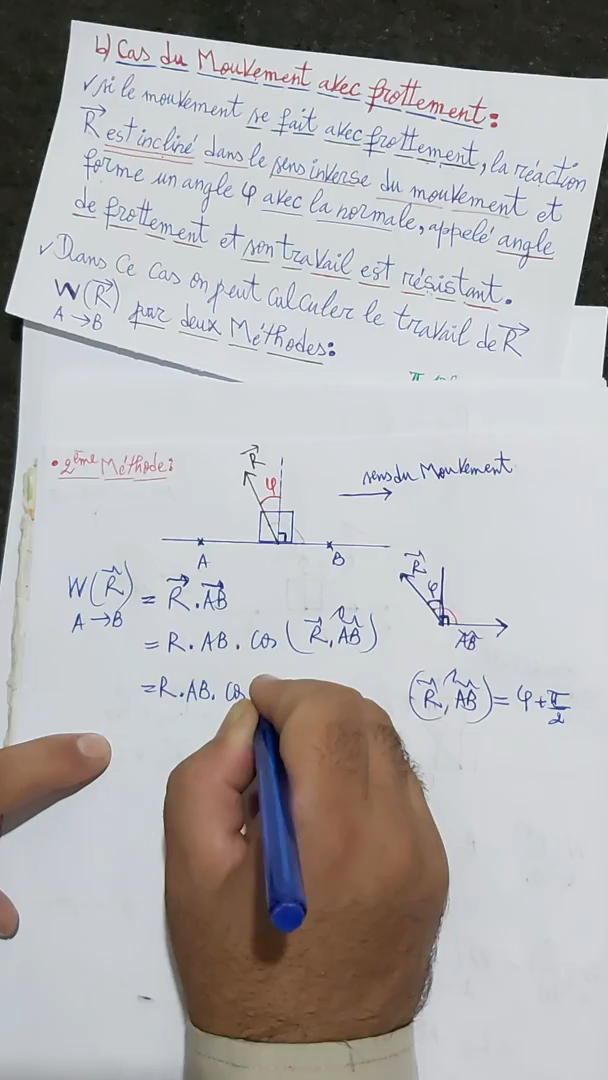 b) Cas du Mouvement avec frottement:
✓ si le mouvement se fait avec frottement, la réaction
R est incliné dans le sens inverse du mouvement et
forme un angle φ avec la normale, appelé angle
de frottement et son travail est résistant.
✓ Dans ce cas on peut calculer le travail de R
W(R) par deux Méthodes:
A → B
• 2ème Méthode:
R
φ
sens du Mouvement
A
B
W(R) = R . AB
A → B
= R . AB . cos (R, AB)
= R . AB . co
R
φ
AB
(R, AB) = φ + π/2